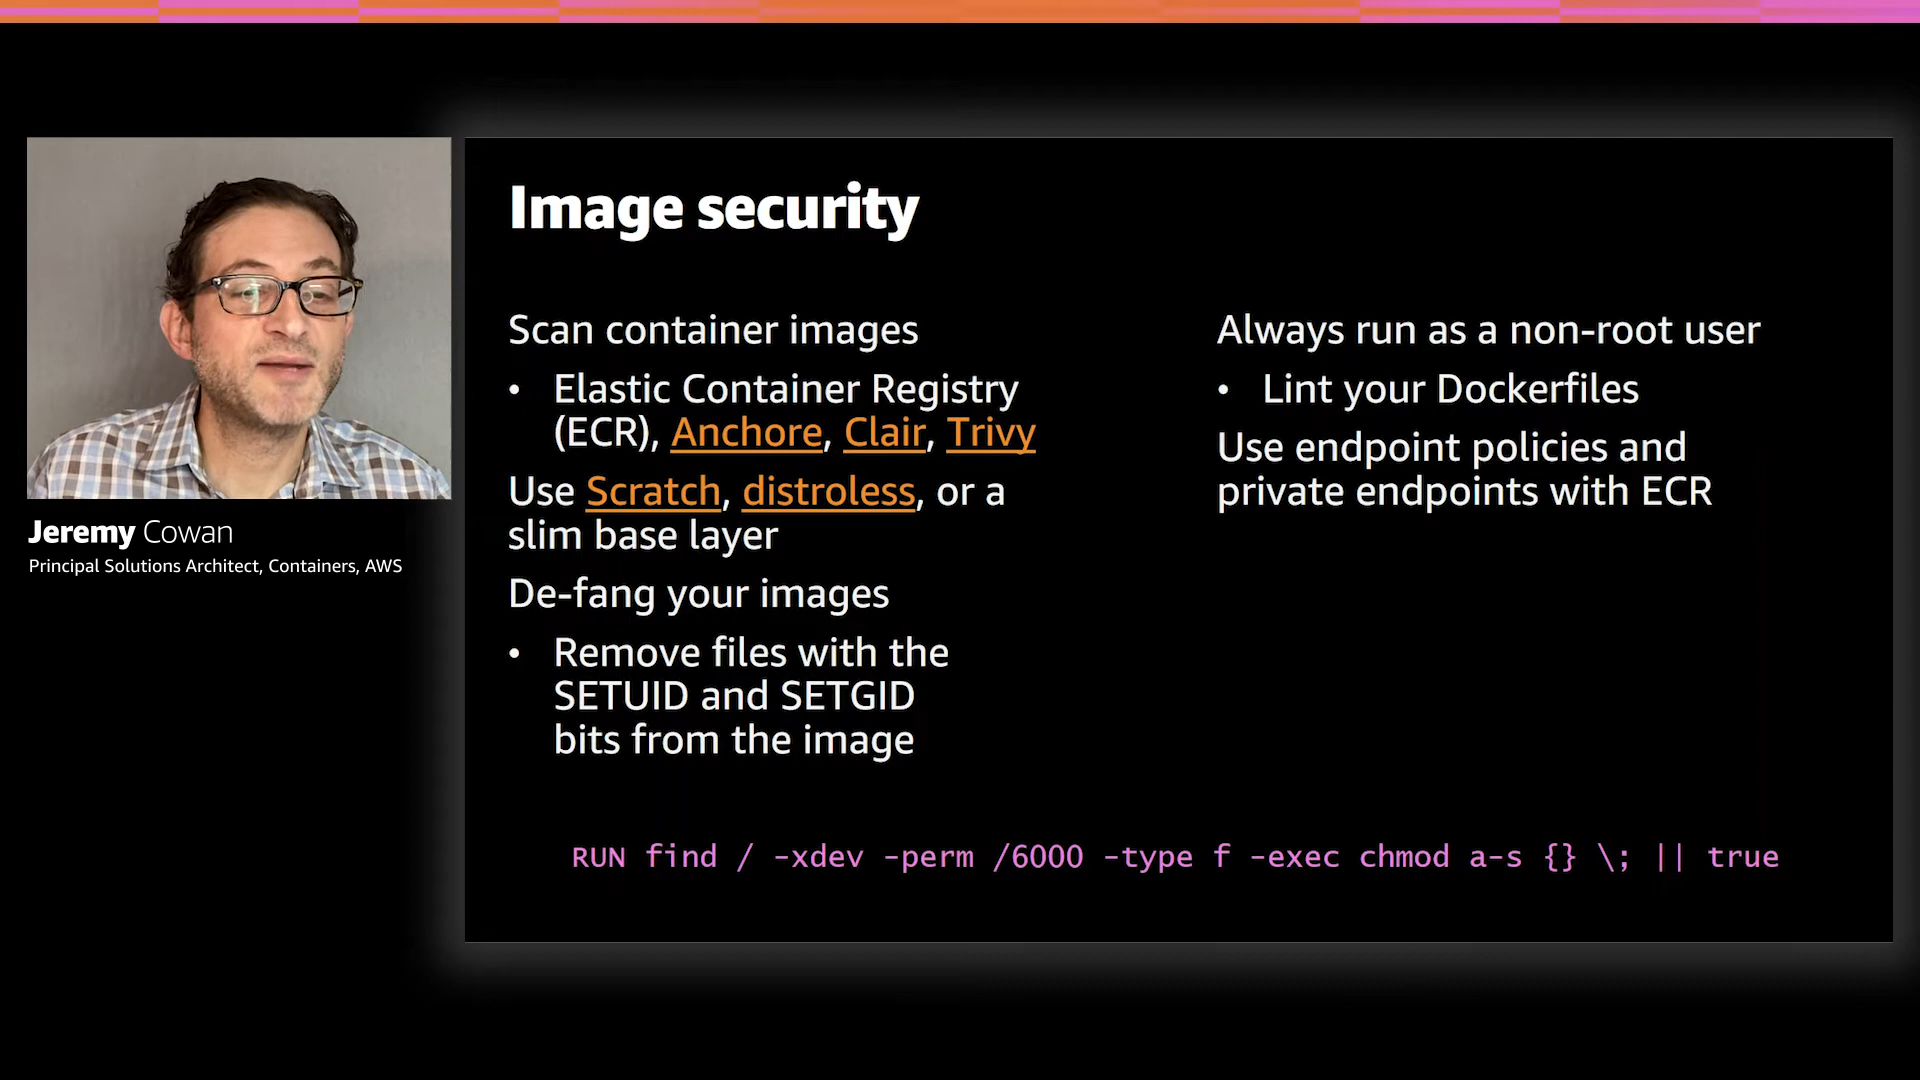 Image security
Scan container images
• Elastic Container Registry
(ECR), Anchore, Clair, Trivy
Use Scratch, distroless, or a
slim base layer
De-fang your images
• Remove files with the
SETUID and SETGID
bits from the image
Always run as a non-root user
• Lint your Dockerfiles
Use endpoint policies and
private endpoints with ECR
RUN find / -xdev -perm /6000 -type f -exec chmod a-s {} \; || true
Jeremy Cowan
Principal Solutions Architect, Containers, AWS